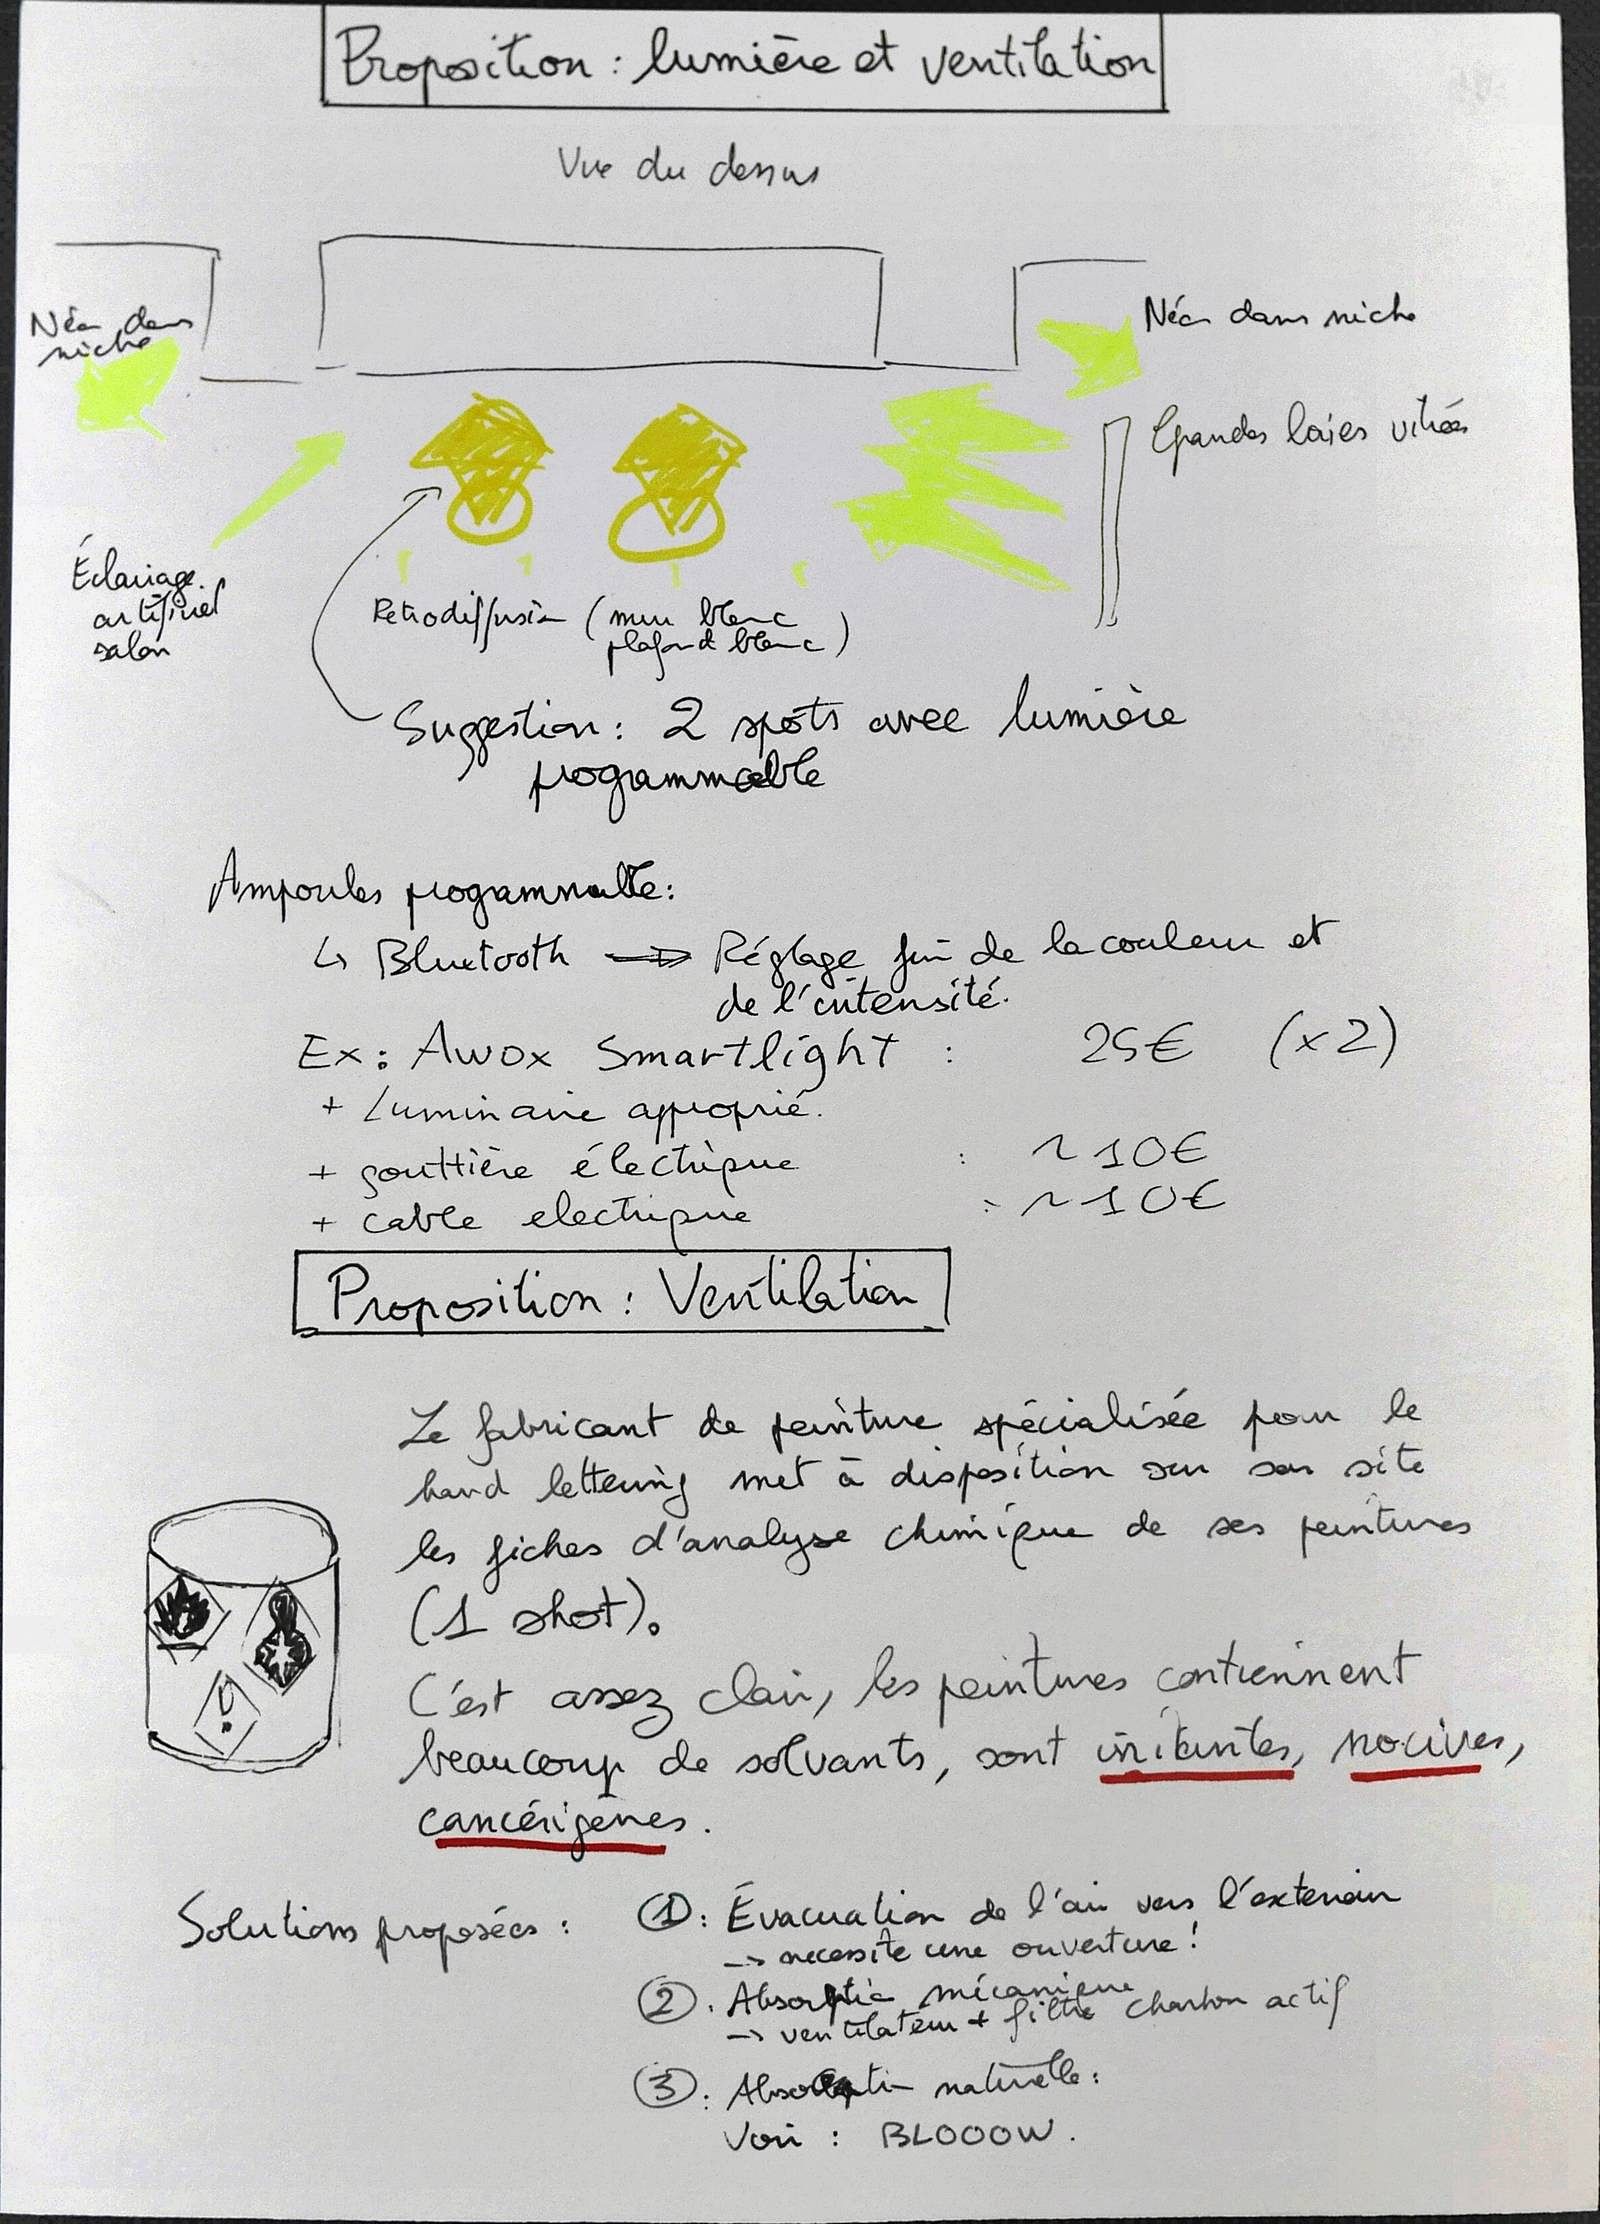 Proposition : lumière et ventilation
Vue du dessus
Néon dans
niche
Néon dans niche
Grandes baies vitrées
Éclairage
artificiel
salon
Rétrodiffusion (mur blanc
plafond blanc)
Suggestion : 2 spots avec lumière
programmable
Ampoules programmable :
↳ Bluetooth → Réglage fin de la couleur et
de l'intensité.
Ex : Awox Smartlight : 25€ (x2)
+ Luminaire approprié.
+ gouttière électrique : ~ 10€
+ cable electrique : ~ 10€
Proposition : Ventilation
Le fabricant de peinture spécialisée pour le
hand lettering met à disposition sur son site
les fiches d'analyse chimique de ses peintures
(1 shot).
C'est assez clair, les peintures contiennent
beaucoup de solvants, sont irritantes, nocives,
cancérigènes.
!
Solutions proposées :
① : Évacuation de l'air vers l'exterieur
→ necessite une ouverture !
② : Absorption mécanique
→ ventilateur + filtre charbon actif
③ : Absorption naturelle :
Voir : BLOOOW.